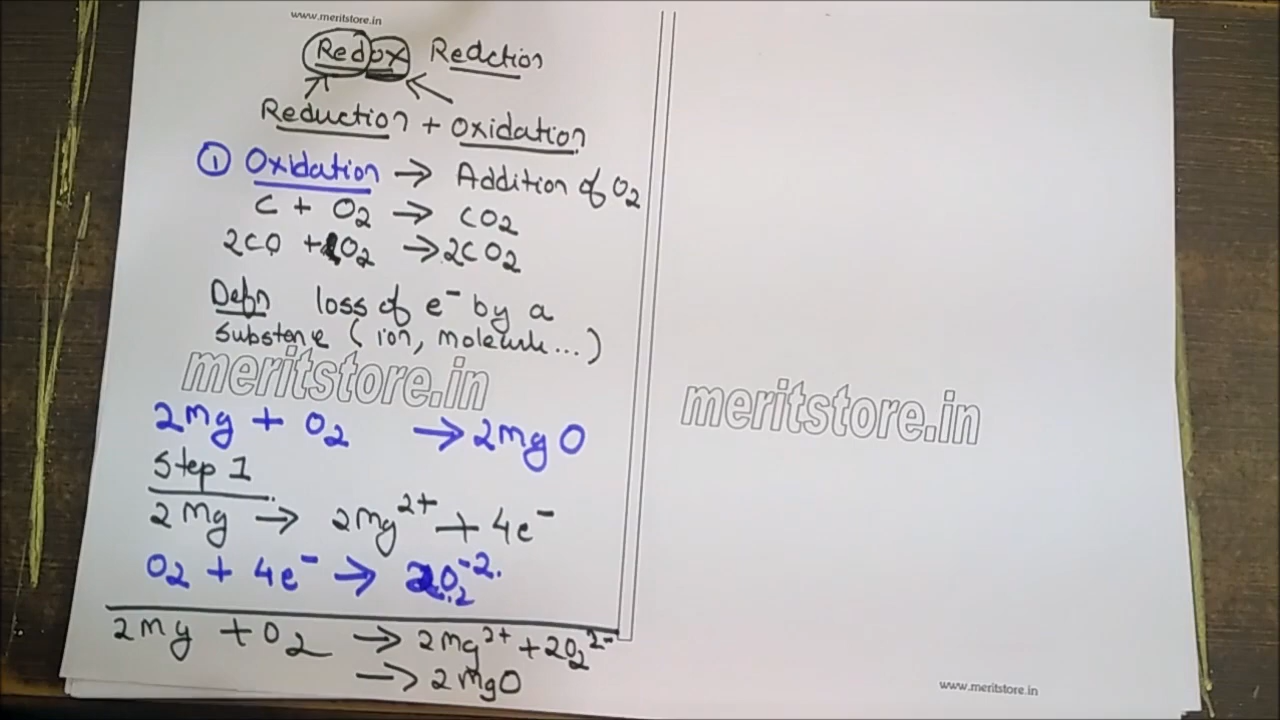 www.meritstore.in
Redox Reaction
Reduction + Oxidation
① Oxidation → Addition of O₂
C + O₂ → CO₂
2CO + O₂ → 2CO₂
Defn loss of e⁻ by a
Substance (ion, molecule...)
meritstore.in
2Mg + O₂ → 2MgO
Step 1
2Mg → 2Mg²⁺ + 4e⁻
O₂ + 4e⁻ → 2O₂⁻².
2Mg + O₂ → 2Mg²⁺ + 2O₂²⁻
→ 2MgO
meritstore.in
www.meritstore.in